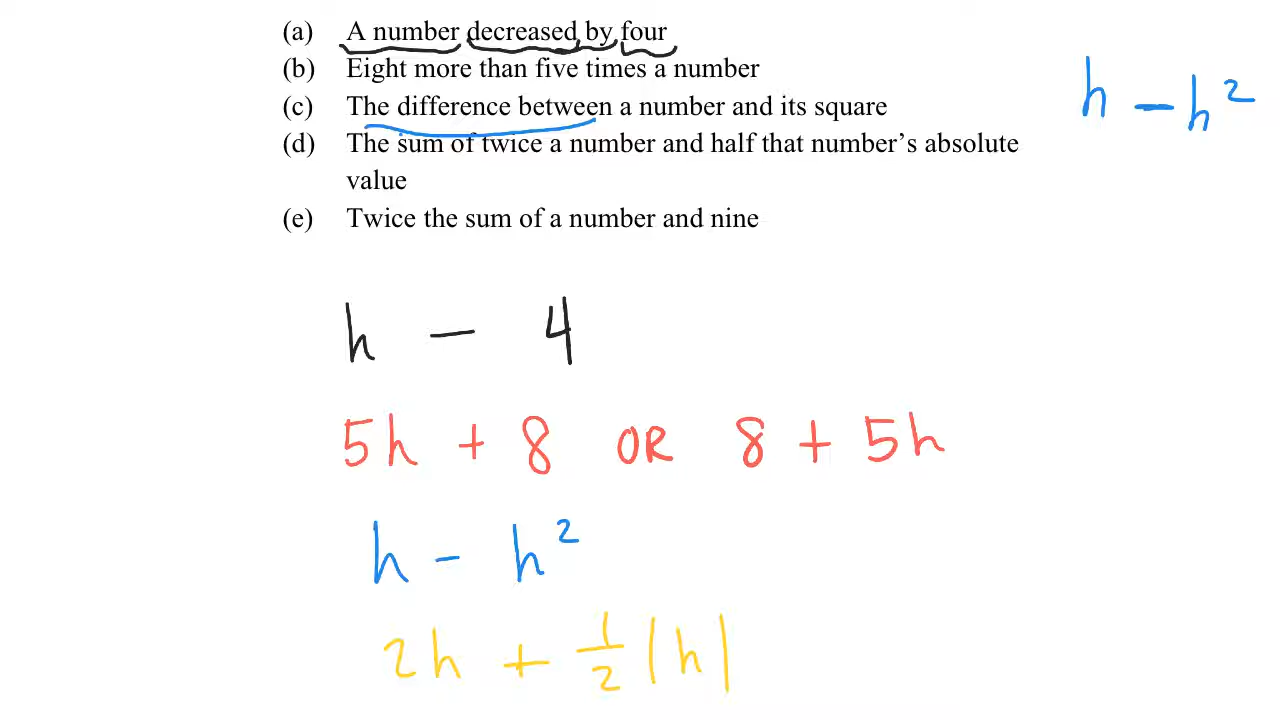 (a) A number decreased by four
(b) Eight more than five times a number
(c) The difference between a number and its square
h - h²
(d) The sum of twice a number and half that number's absolute
value
(e) Twice the sum of a number and nine
h - 4
5h + 8 OR 8 + 5h
h - h²
2h + 1/2 |h|